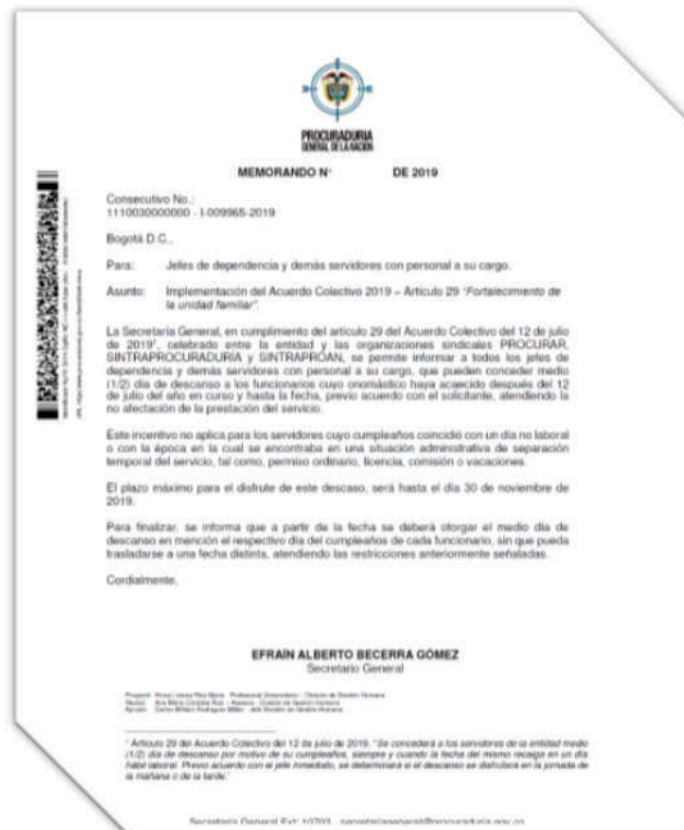 PROCURADURIA
GENERAL DE LA NACION
MEMORANDO N° DE 2019
Consecutivo No.:
1110030000000 - I-009965-2019
Bogotá D.C.,
Para: Jefes de dependencia y demás servidores con personal a su cargo.
Asunto: Implementación del Acuerdo Colectivo 2019 – Artículo 29 "Fortalecimiento de
la unidad familiar".
La Secretaría General, en cumplimiento del artículo 29 del Acuerdo Colectivo del 12 de julio
de 2019¹, celebrado entre la entidad y las organizaciones sindicales PROCURAR,
SINTRAPROCURADURIA y SINTRAPROAN, se permite informar a todos los jefes de
dependencia y demás servidores con personal a su cargo, que pueden conceder medio
(1/2) día de descanso a los funcionarios cuyo onomástico haya acaecido después del 12
de julio del año en curso y hasta la fecha, previo acuerdo con el solicitante, atendiendo la
no afectación de la prestación del servicio.
Este incentivo no aplica para los servidores cuyo cumpleaños coincidió con un día no laboral
o con la época en la cual se encontraba en una situación administrativa de separación
temporal del servicio, tal como, permiso ordinario, licencia, comisión o vacaciones.
El plazo máximo para el disfrute de este descaso, será hasta el día 30 de noviembre de
2019.
Para finalizar, se informa que a partir de la fecha se deberá otorgar el medio día de
descanso en mención el respectivo día del cumpleaños de cada funcionario, sin que pueda
trasladarse a una fecha distinta, atendiendo las restricciones anteriormente señaladas.
Cordialmente,
EFRAÍN ALBERTO BECERRA GÓMEZ
Secretario General
¹ Artículo 29 del Acuerdo Colectivo del 12 de julio de 2019. "Se concederá a los servidores de la entidad medio
(1/2) día de descanso por motivo de su cumpleaños, siempre y cuando la fecha del mismo recaiga en un día
hábil laboral. Previo acuerdo con el jefe inmediato, se determinará si el descanso se disfrutará en la jornada de
la mañana o de la tarde."
Secretaría General Ext: 10703 - secretariageneral@procuraduria.gov.co